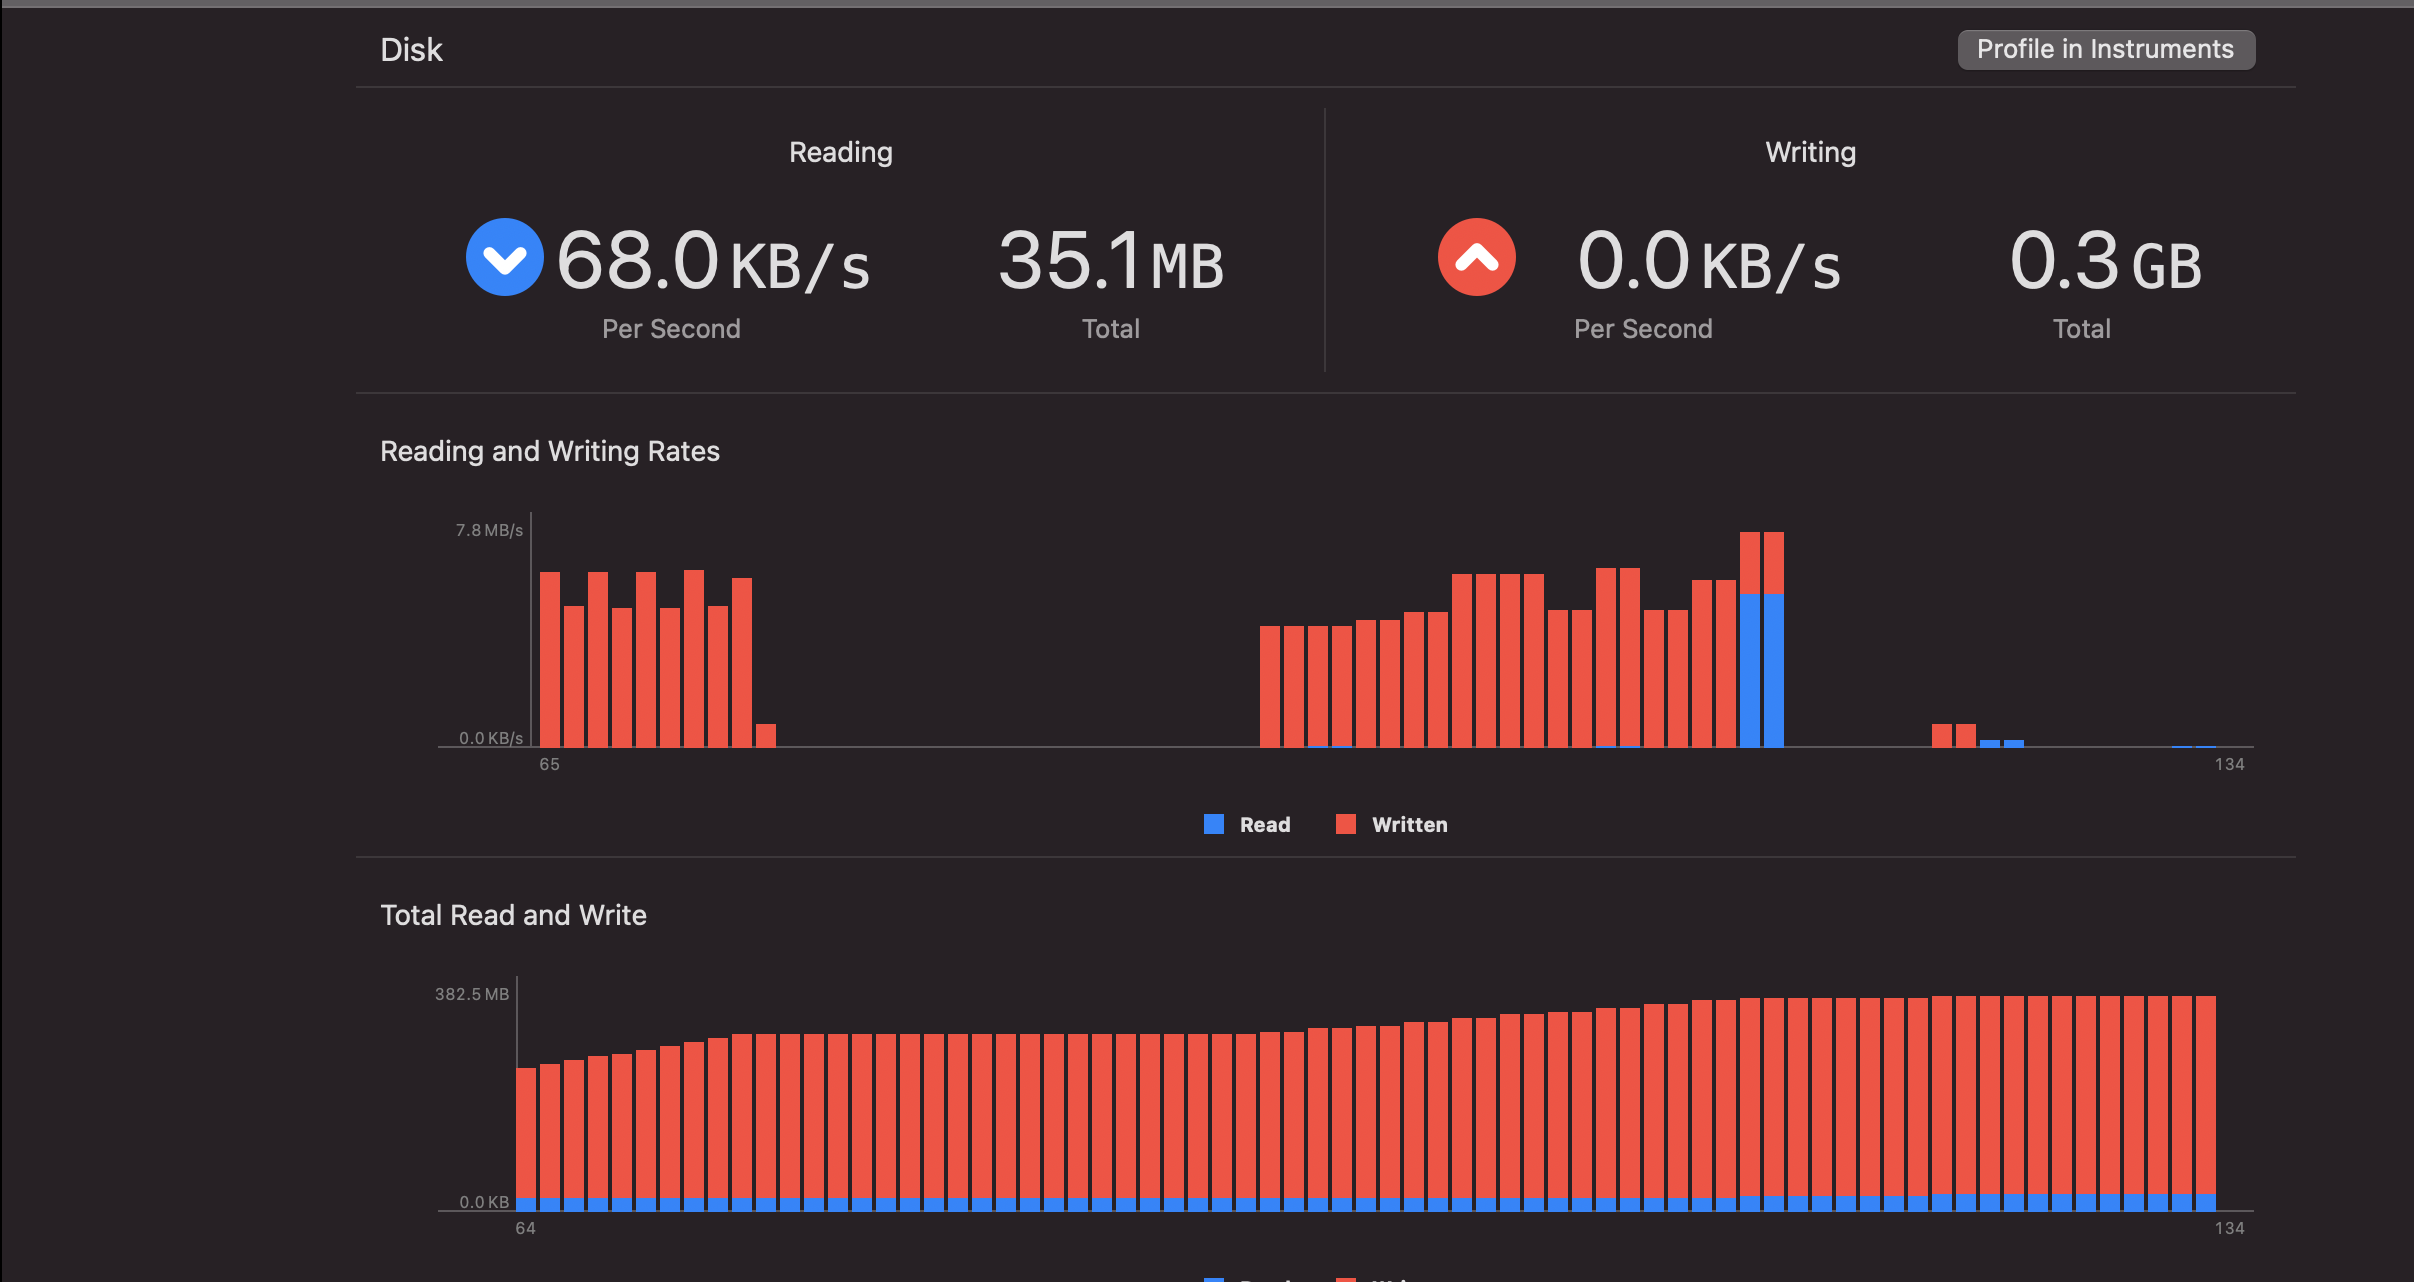 Disk
Profile in Instruments
Reading
Writing
68.0 KB/s
35.1 MB
0.0 KB/s
0.3 GB
Per Second
Total
Per Second
Total
Reading and Writing Rates
7.8 MB/s
0.0 KB/s
65
134
Read
Written
Total Read and Write
382.5 MB
0.0 KB
64
134